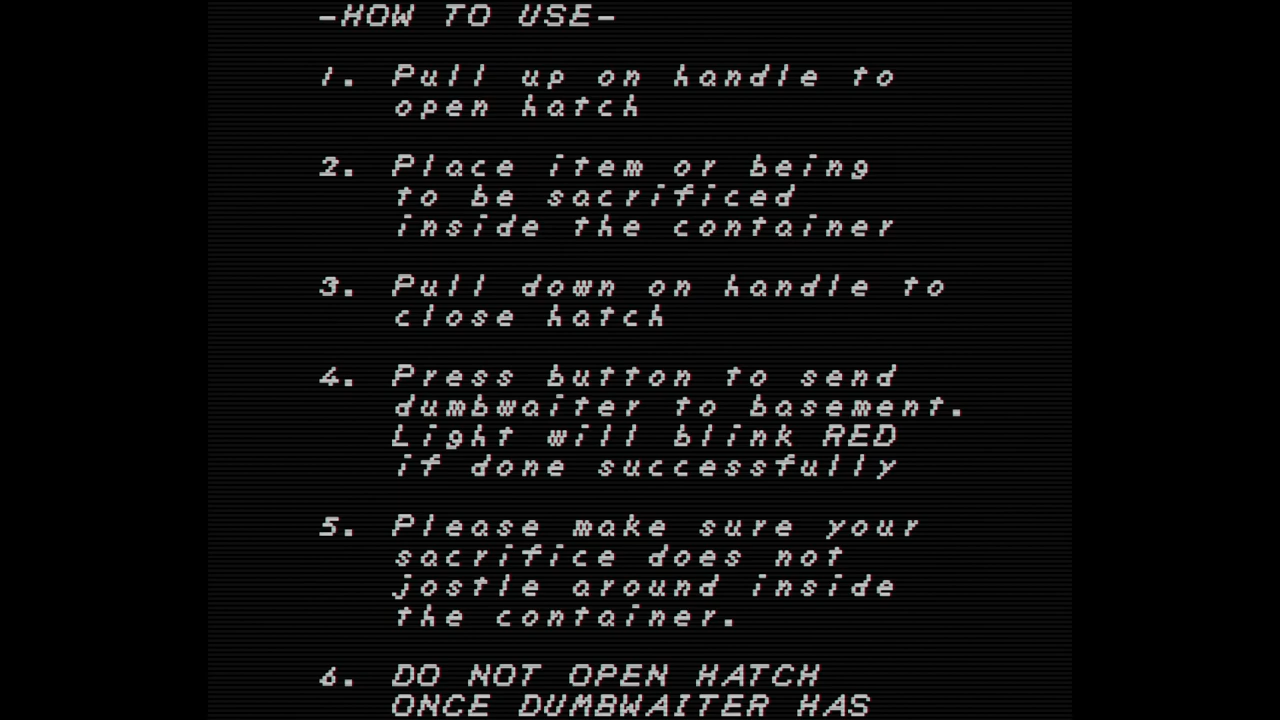 -HOW TO USE-
1. Pull up on handle to
open hatch
2. Place item or being
to be sacrificed
inside the container
3. Pull down on handle to
close hatch
4. Press button to send
dumbwaiter to basement.
Light will blink RED
if done successfully
5. Please make sure your
sacrifice does not
jostle around inside
the container.
6. DO NOT OPEN HATCH
ONCE DUMBWAITER HAS